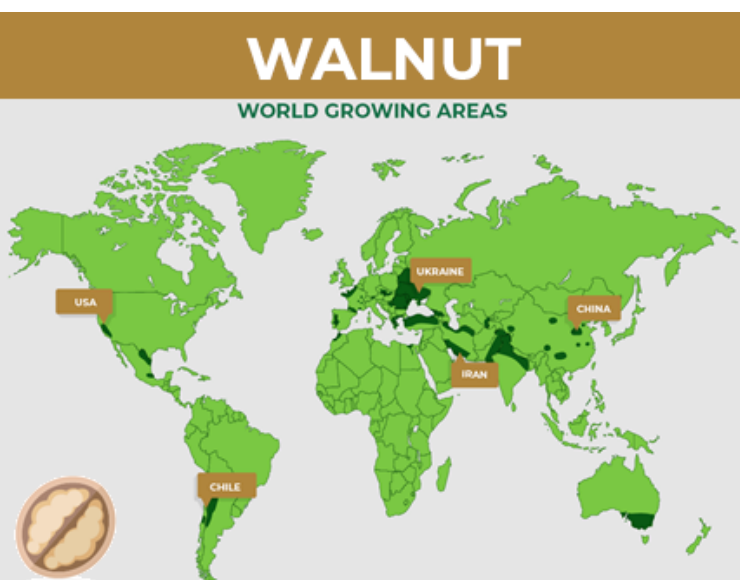 WALNUT
WORLD GROWING AREAS
UKRAINE
USA
CHINA
IRAN
CHILE